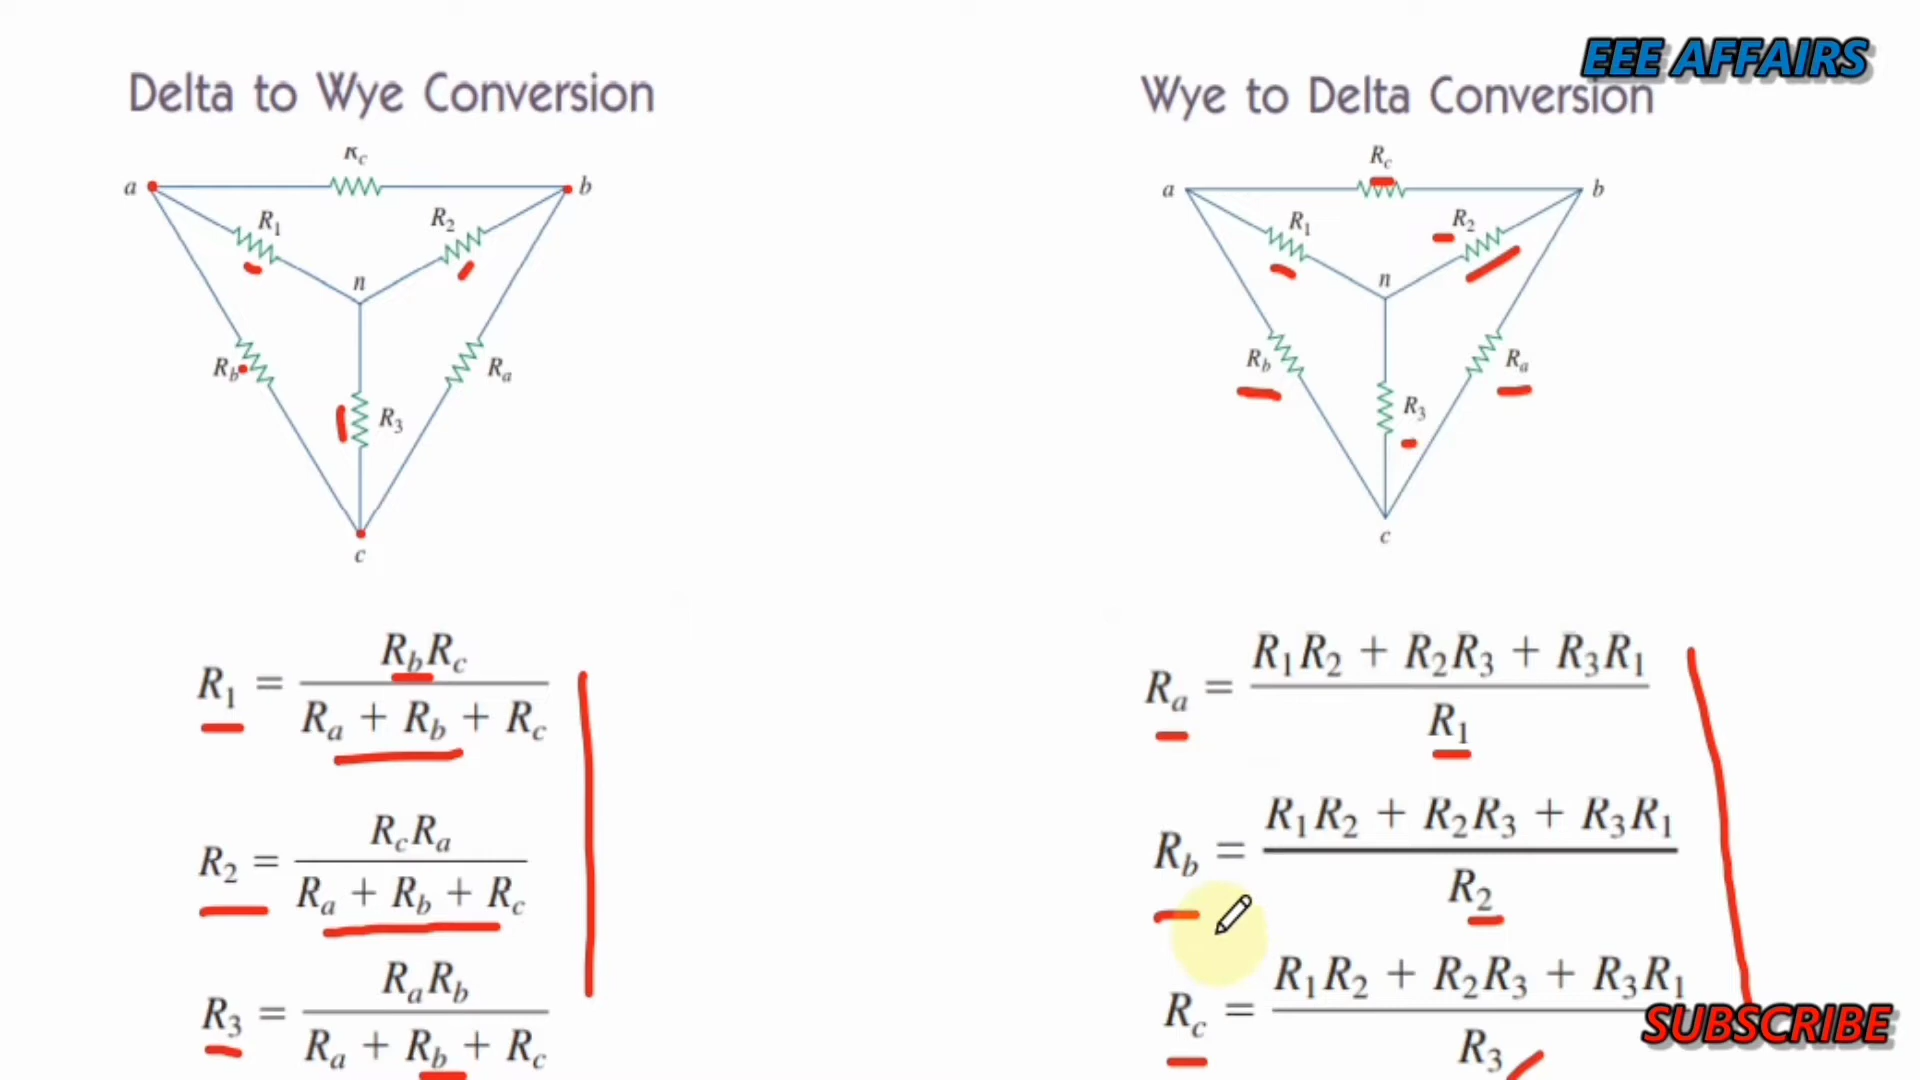 EEE AFFAIRS
Delta to Wye Conversion
Rc
a
b
R1
R2
n
Rb
Ra
R3
c
R1 = RbRc / Ra + Rb + Rc
R2 = RcRa / Ra + Rb + Rc
R3 = RaRb / Ra + Rb + Rc
Wye to Delta Conversion
Rc
a
b
R1
R2
n
Rb
Ra
R3
c
Ra = R1R2 + R2R3 + R3R1 / R1
Rb = R1R2 + R2R3 + R3R1 / R2
Rc = R1R2 + R2R3 + R3R1 / R3
SUBSCRIBE